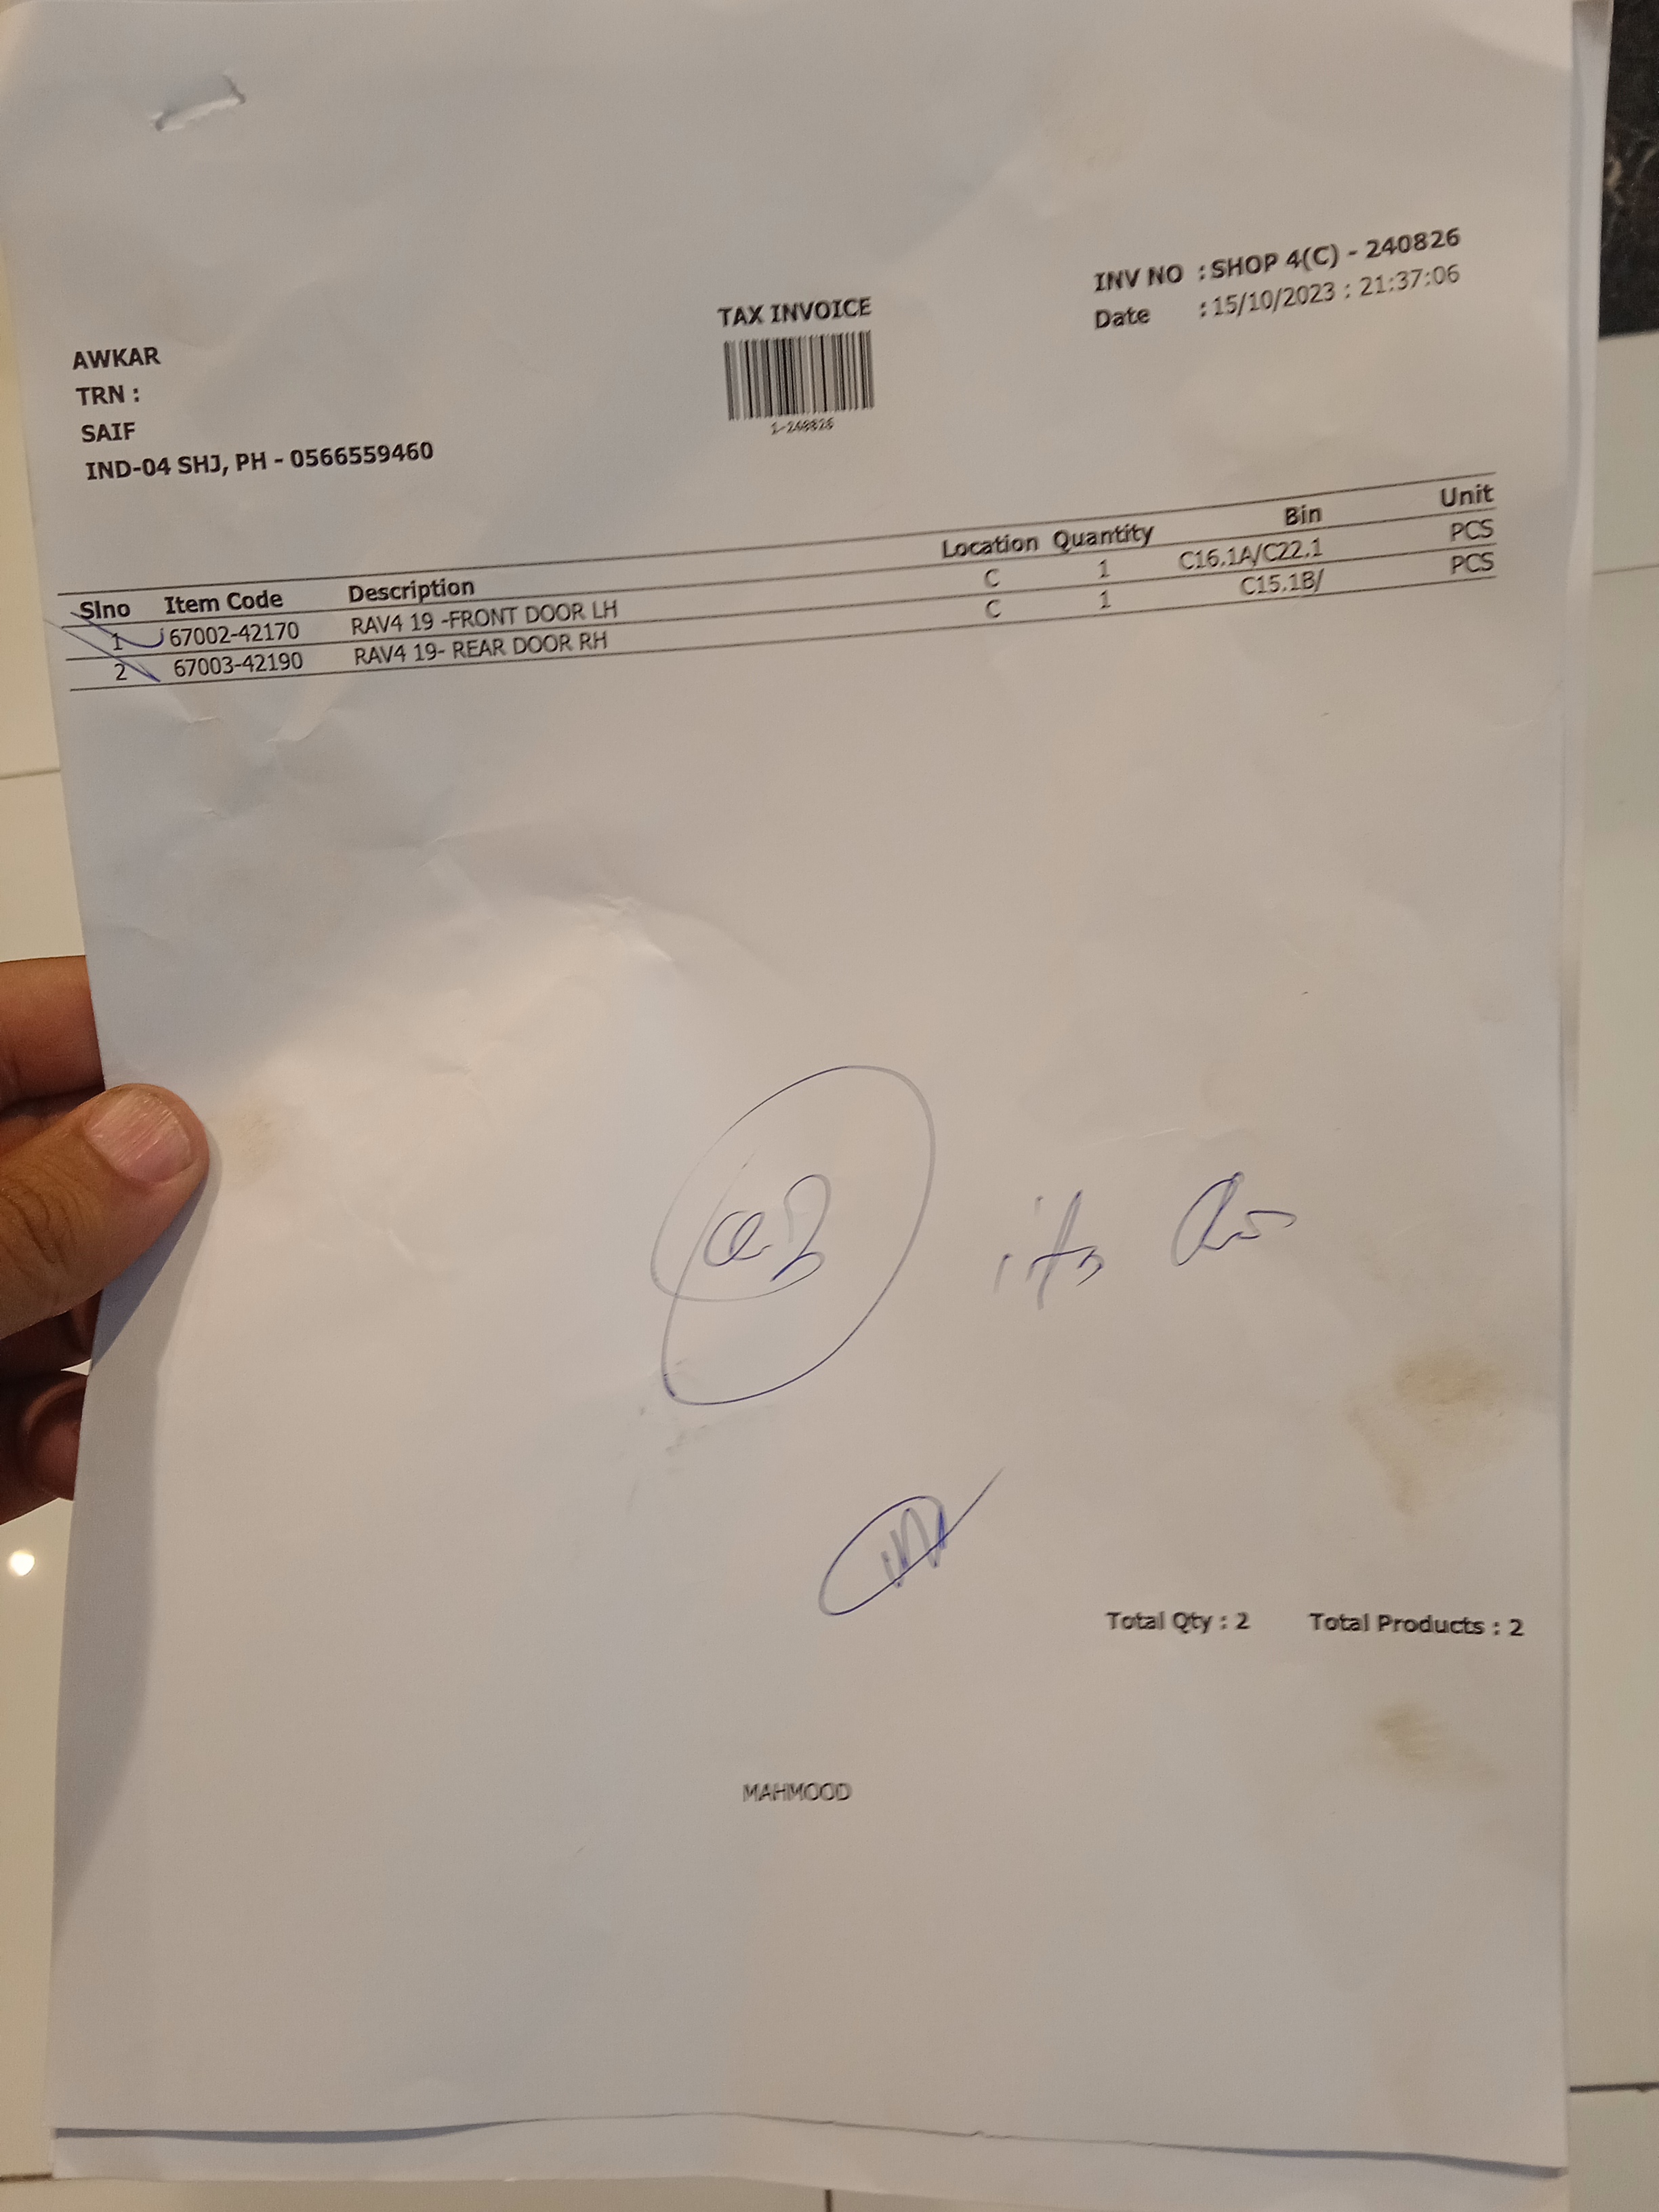 INV NO : SHOP 4(C) - 240826
Date : 15/10/2023 : 21:37:06
TAX INVOICE
1-240826
AWKAR
TRN :
SAIF
IND-04 SHJ, PH - 0566559460
Slno Item Code Description Location Quantity Bin Unit
1 67002-42170 RAV4 19 -FRONT DOOR LH C 1 C16.1A/C22.1 PCS
2 67003-42190 RAV4 19- REAR DOOR RH C 1 C15.1B/ PCS
Total Qty : 2 Total Products : 2
MAHMOOD